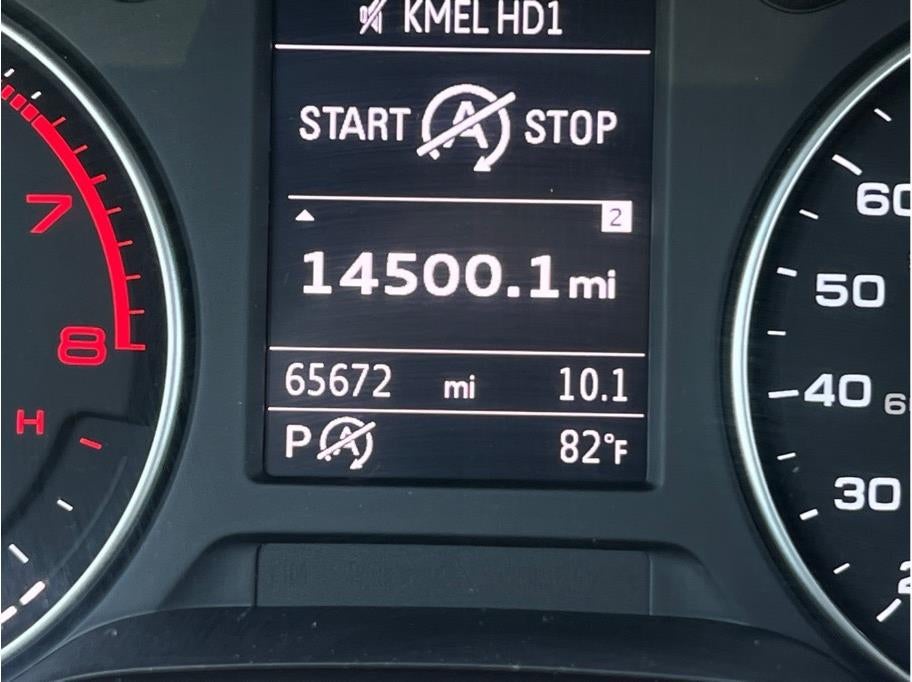 KMEL HD1
START A STOP
2
14500.1 mi
65672 mi 10.1
P A 82°F
7
8
H
60
50
40
30